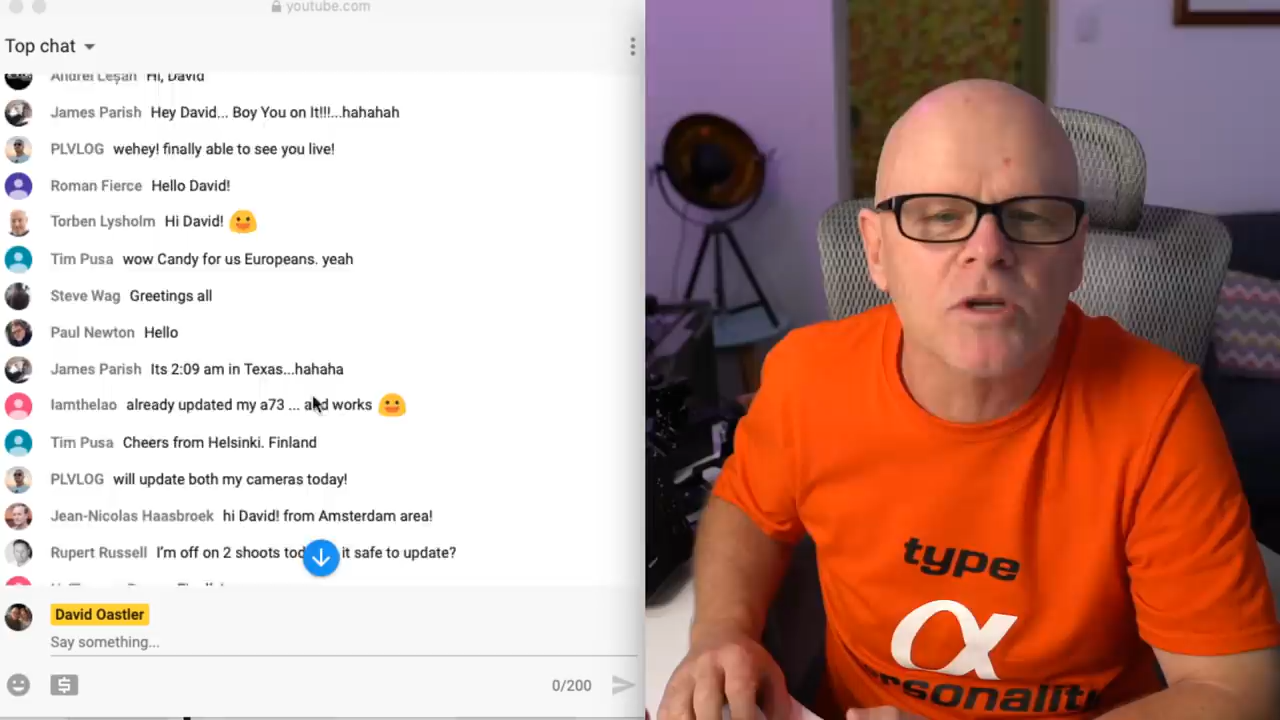 youtube.com
Top chat
Andrei Leşan Hi, David
James Parish Hey David... Boy You on It!!!...hahahah
PLVLOG wehey! finally able to see you live!
Roman Fierce Hello David!
Torben Lysholm Hi David!
Tim Pusa wow Candy for us Europeans. yeah
Steve Wag Greetings all
Paul Newton Hello
James Parish Its 2:09 am in Texas...hahaha
Iamthelao already updated my a73 ... and works
Tim Pusa Cheers from Helsinki. Finland
PLVLOG will update both my cameras today!
Jean-Nicolas Haasbroek hi David! from Amsterdam area!
Rupert Russell I'm off on 2 shoots it safe to update?
David Oastler
Say something...
0/200
type
α